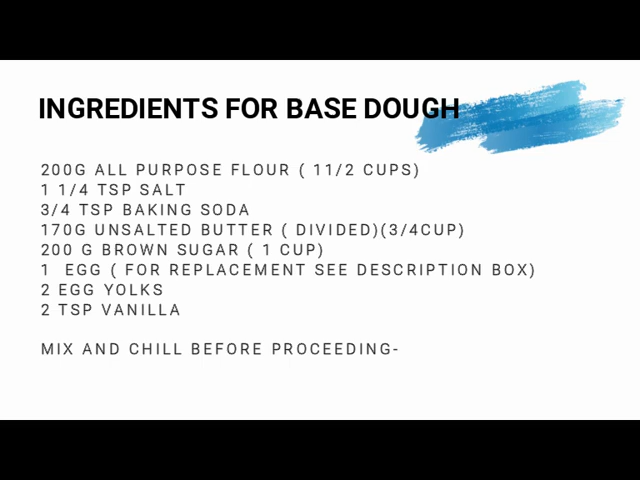 INGREDIENTS FOR BASE DOUGH
200G ALL PURPOSE FLOUR ( 11/2 CUPS)
1 1/4 TSP SALT
3/4 TSP BAKING SODA
170G UNSALTED BUTTER ( DIVIDED)(3/4CUP)
200 G BROWN SUGAR ( 1 CUP)
1  EGG ( FOR REPLACEMENT SEE DESCRIPTION BOX)
2 EGG YOLKS
2 TSP VANILLA
MIX AND CHILL BEFORE PROCEEDING-